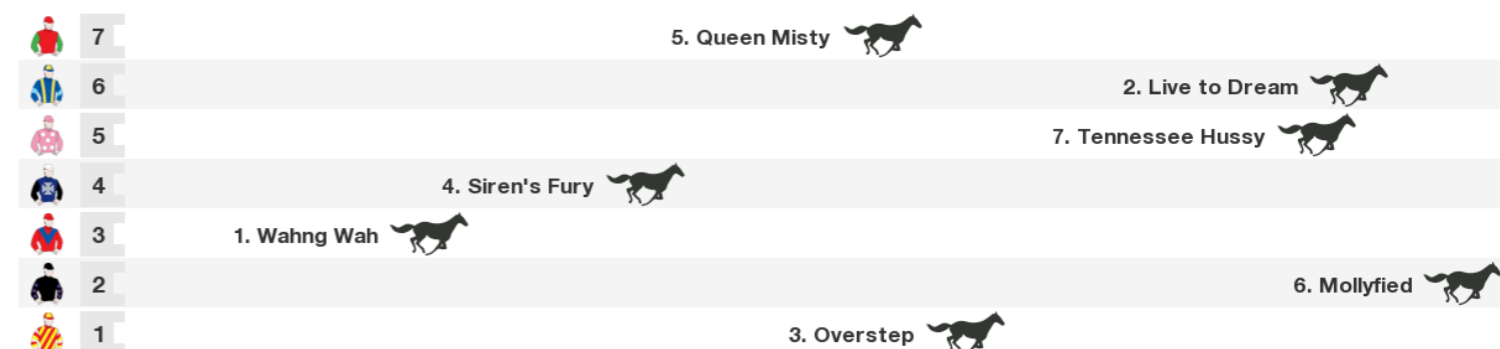 7 5. Queen Misty
6 2. Live to Dream
5 7. Tennessee Hussy
4 4. Siren's Fury
3 1. Wahng Wah
2 6. Mollyfied
1 3. Overstep